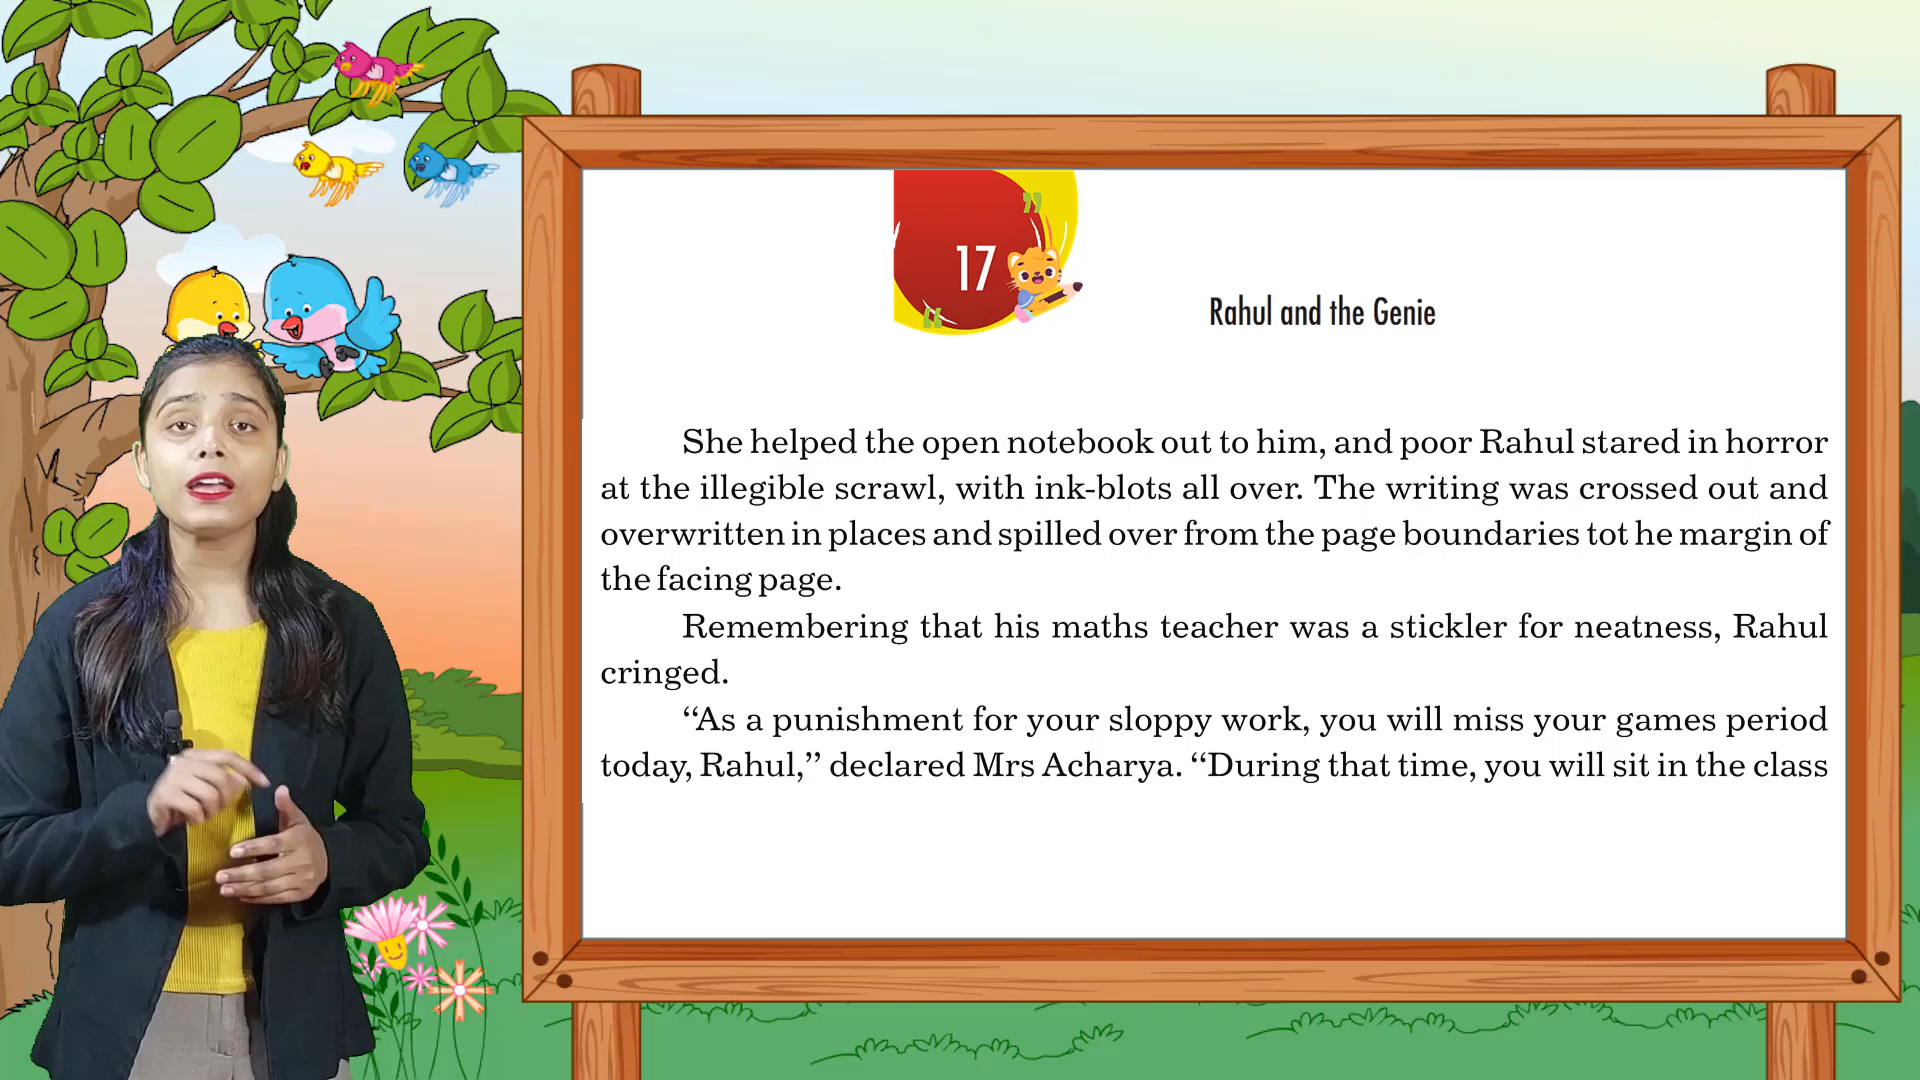 17
Rahul and the Genie
She helped the open notebook out to him, and poor Rahul stared in horror
at the illegible scrawl, with ink-blots all over. The writing was crossed out and
overwritten in places and spilled over from the page boundaries tot he margin of
the facing page.
Remembering that his maths teacher was a stickler for neatness, Rahul
cringed.
“As a punishment for your sloppy work, you will miss your games period
today, Rahul,” declared Mrs Acharya. “During that time, you will sit in the class